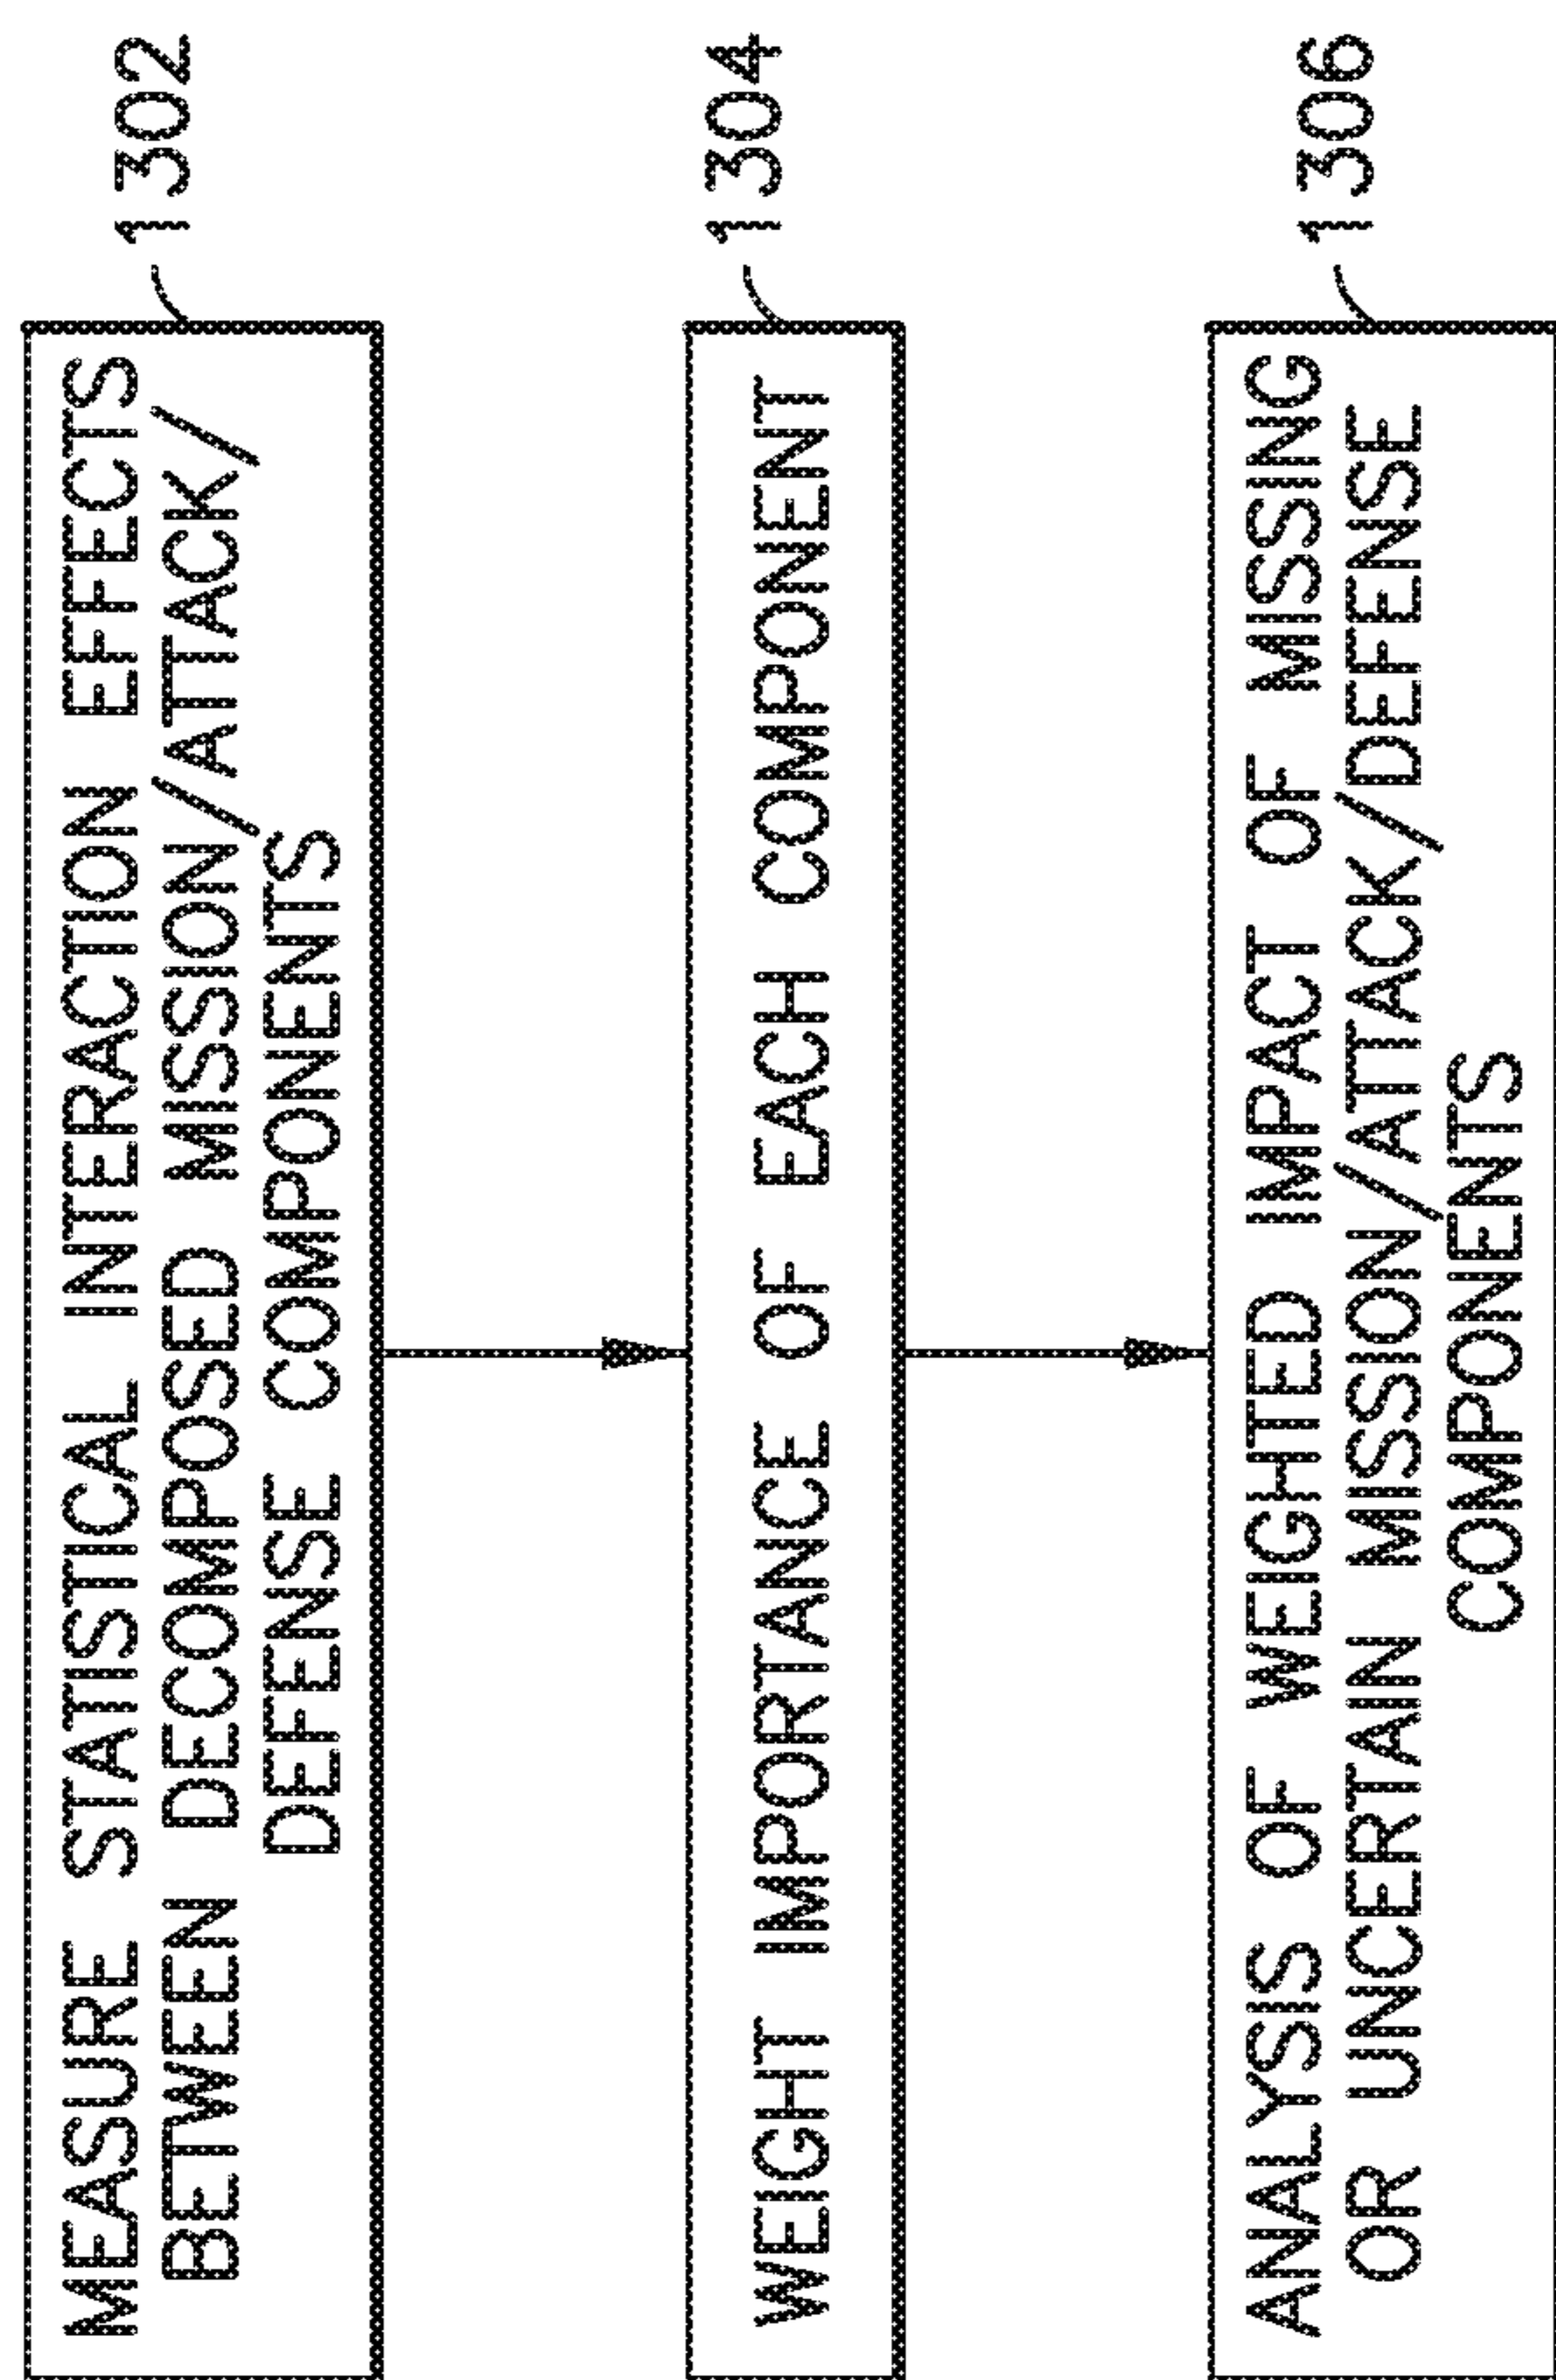 MEASURE STATISTICAL INTERACTION EFFECTS
BETWEEN DECOMPOSED MISSION/ATTACK/
DEFENSE COMPONENTS
1302
WEIGHT IMPORTANCE OF EACH COMPONENT
1304
ANALYSIS OF WEIGHTED IMPACT OF MISSING
OR UNCERTAIN MISSION/ATTACK/DEFENSE
COMPONENTS
1306